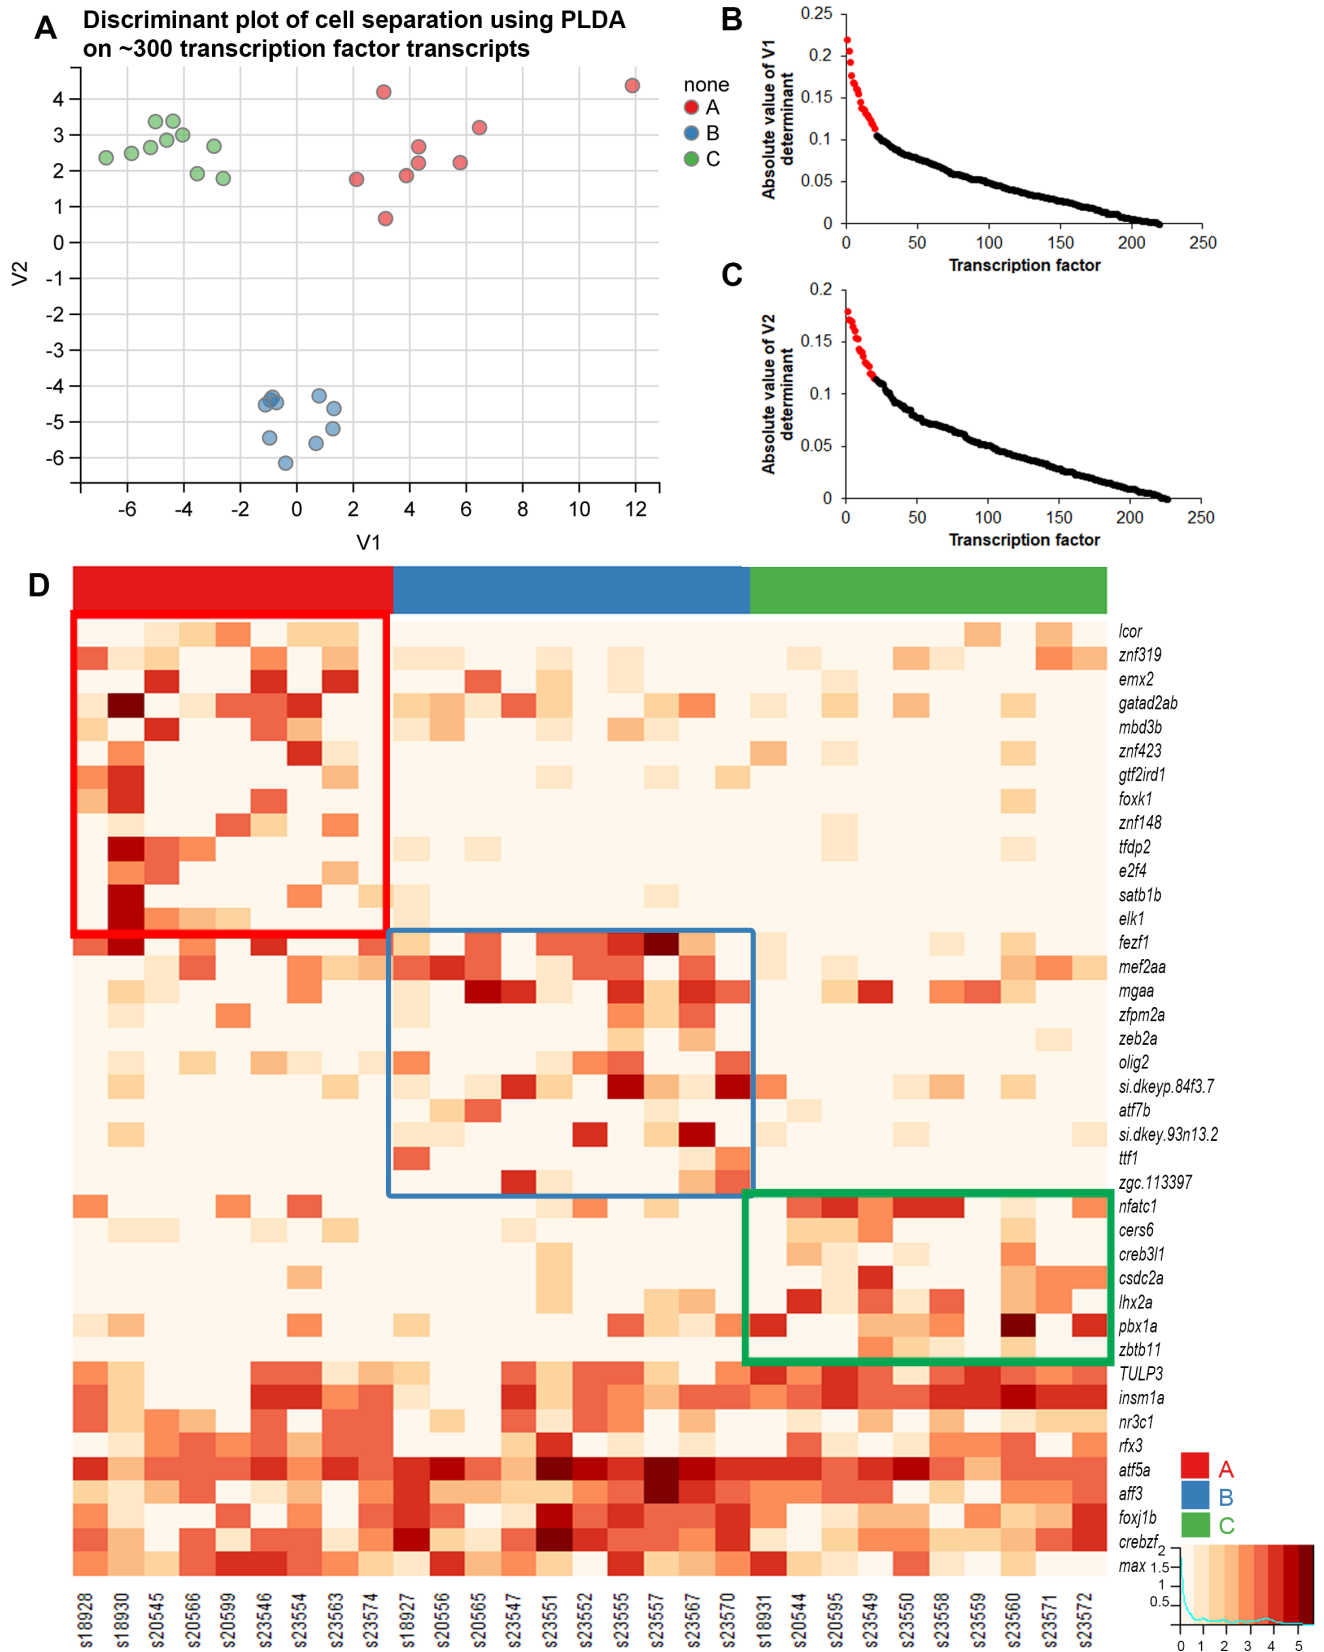 A
Discriminant plot of cell separation using PLDA
on ~300 transcription factor transcripts
4
3
2
1
0
-1
-2
-3
-4
-5
-6
V2
-6
-4
-2
0
2
4
6
8
10
12
V1
none
A
B
C
B
0.25
0.2
0.15
0.1
0.05
0
Absolute value of V1
determinant
0
50
100
150
200
250
Transcription factor
C
0.2
0.15
0.1
0.05
0
Absolute value of V2
determinant
0
50
100
150
200
250
Transcription factor
D
lcor
znf319
emx2
gatad2ab
mbd3b
znf423
gtf2ird1
foxk1
znf148
tfdp2
e2f4
satb1b
elk1
fezf1
mef2aa
mgaa
zfpm2a
zeb2a
olig2
si.dkeyp.84f3.7
atf7b
si.dkey.93n13.2
ttf1
zgc.113397
nfatc1
cers6
creb3l1
csdc2a
lhx2a
pbx1a
zbtb11
TULP3
insm1a
nr3c1
rfx3
atf5a
aff3
foxj1b
crebzf
max
s18928
s18930
s20545
s20566
s20599
s23546
s23554
s23563
s23574
s18927
s20556
s20565
s23547
s23551
s23552
s23555
s23557
s23567
s23570
s18931
s20544
s20595
s23549
s23550
s23558
s23559
s23560
s23571
s23572
A
B
C
2
1.5
1
0.5
0
1
2
3
4
5